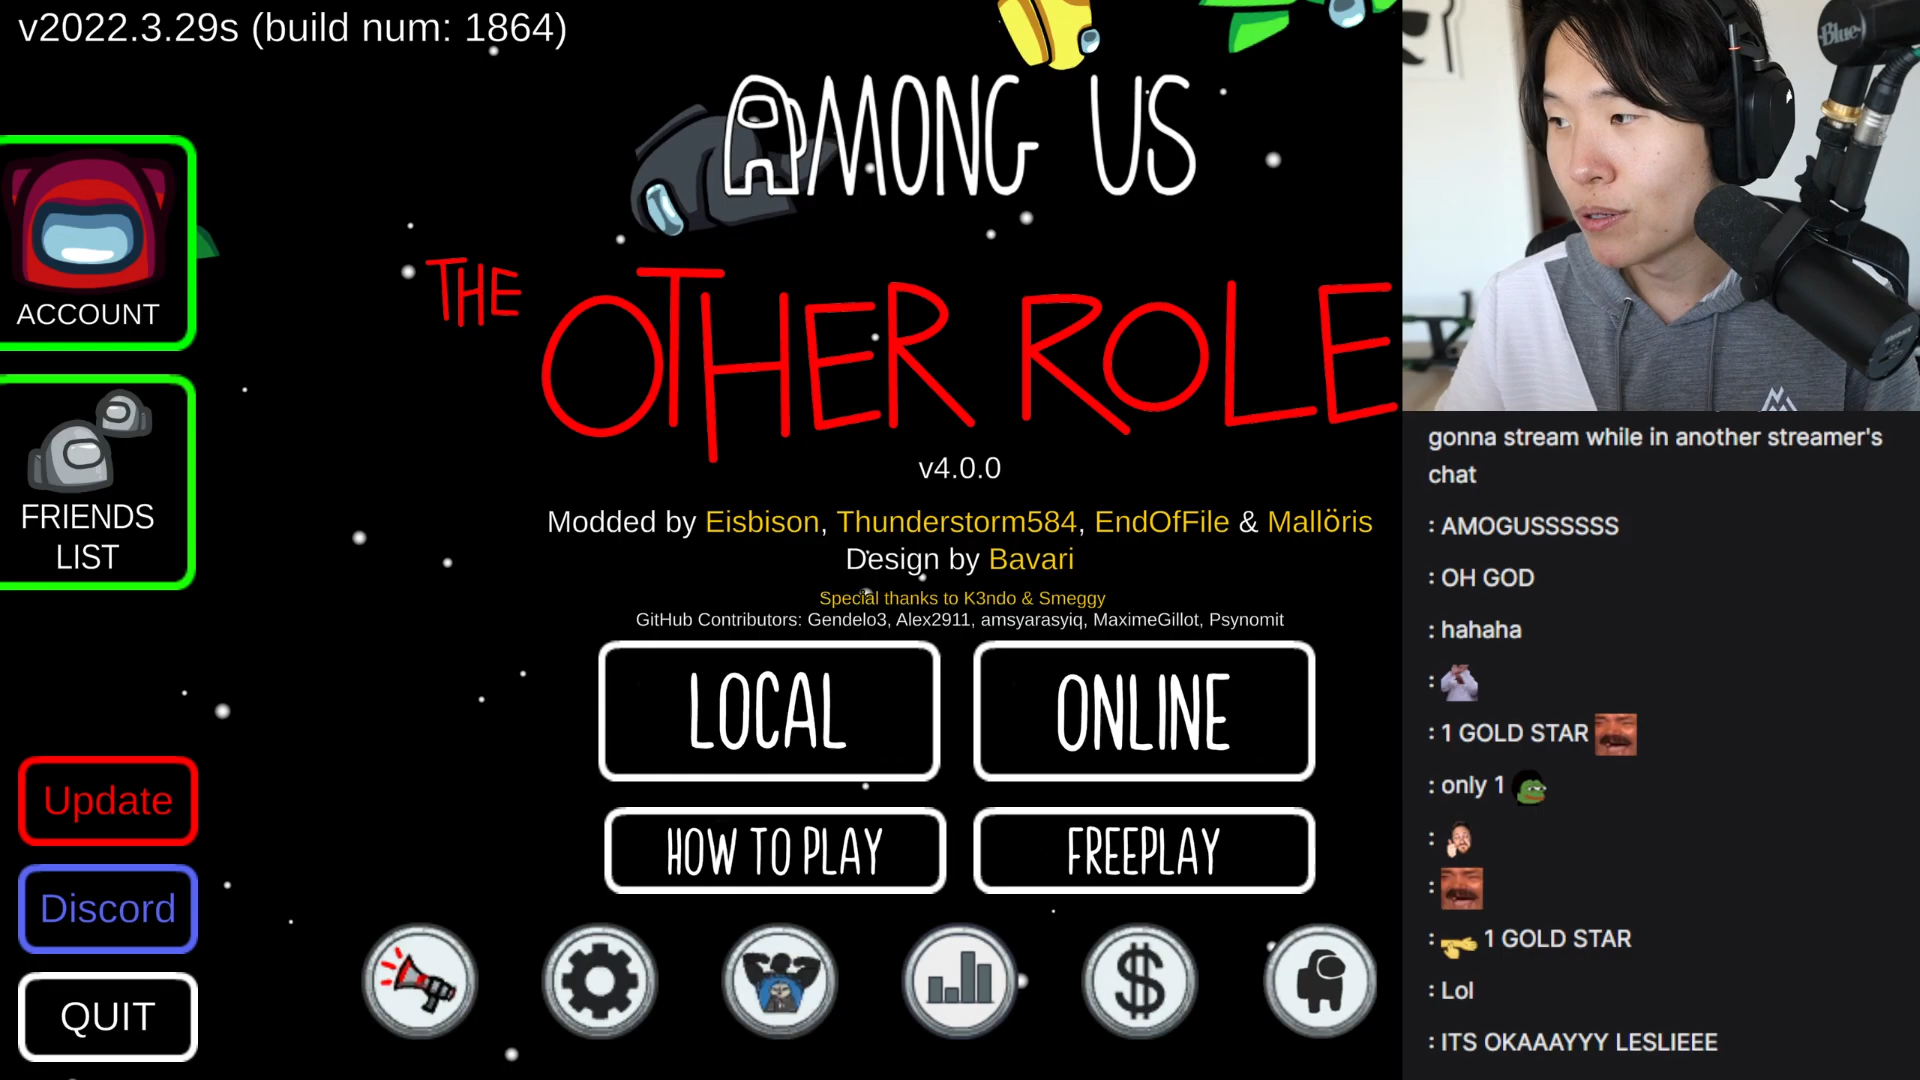 v2022.3.29s (build num: 1864)
AMONG US
THE OTHER ROLE
v4.0.0
Modded by Eisbison, Thunderstorm584, EndOfFile & Mallöris
Design by Bavari
Special thanks to K3ndo & Smeggy
GitHub Contributors: Gendelo3, Alex2911, amsyarasyiq, MaximeGillot, Psynomit
ACCOUNT
FRIENDS
LIST
LOCAL
ONLINE
HOW TO PLAY
FREEPLAY
Update
Discord
QUIT
$
Blue
gonna stream while in another streamer's
chat
: AMOGUSSSSSS
: OH GOD
: hahaha
:
: 1 GOLD STAR
: only 1
:
:
: 1 GOLD STAR
: Lol
: ITS OKAAAYYY LESLIEEE